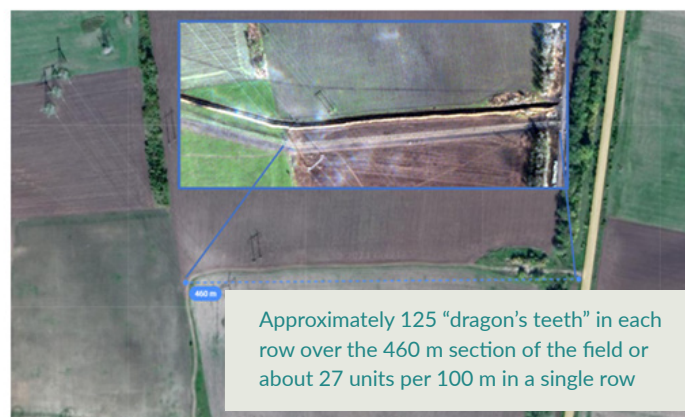 460 m
Approximately 125 “dragon’s teeth” in each
row over the 460 m section of the field or
about 27 units per 100 m in a single row